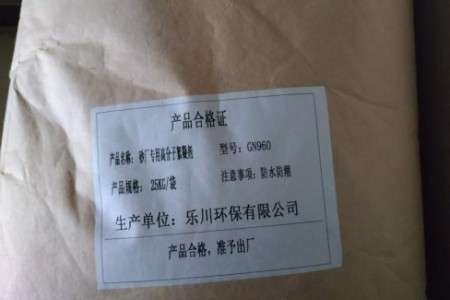 产品合格证
产品名称：砂厂专用高分子絮凝剂 型号：GN960
产品规格：25KG/袋 注意事项：防水防潮
生产单位：乐川环保有限公司
产品合格，准予出厂